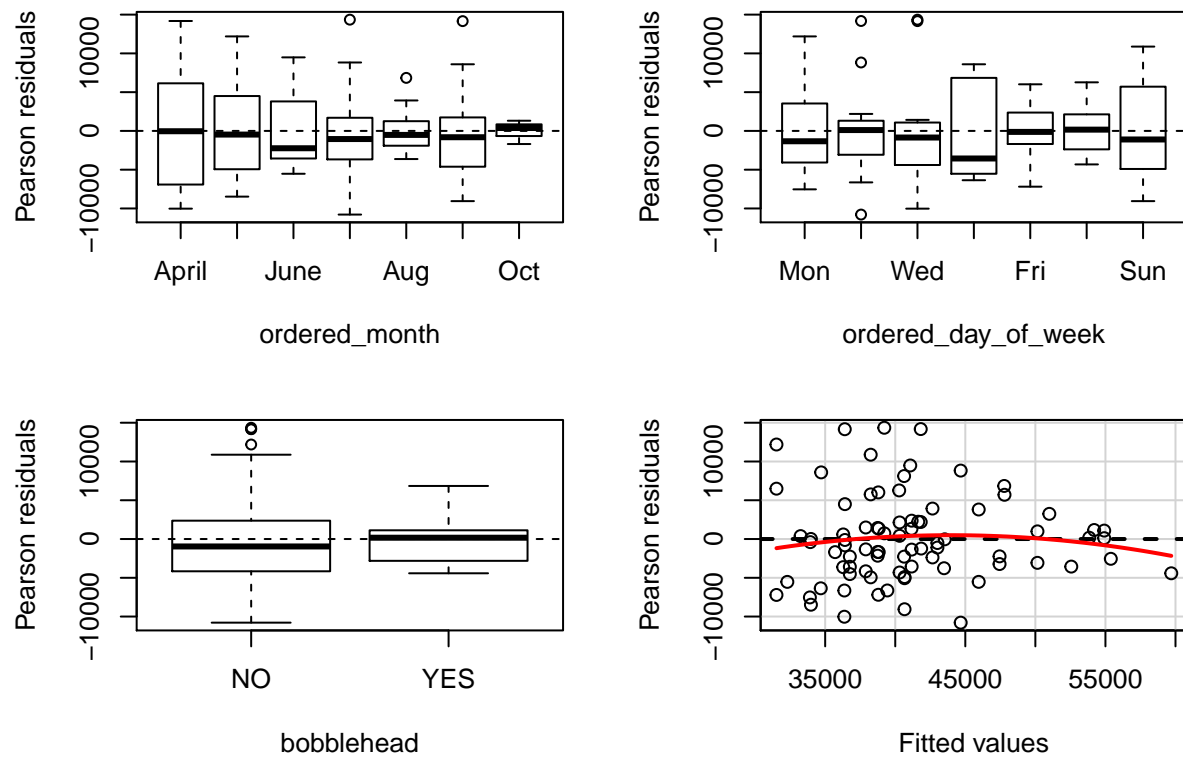 Pearson residuals
−10000 0 10000
April June Aug Oct
ordered_month
Pearson residuals
−10000 0 10000
Mon Wed Fri Sun
ordered_day_of_week
Pearson residuals
−10000 0 10000
NO YES
bobblehead
Pearson residuals
−10000 0 10000
35000 45000 55000
Fitted values